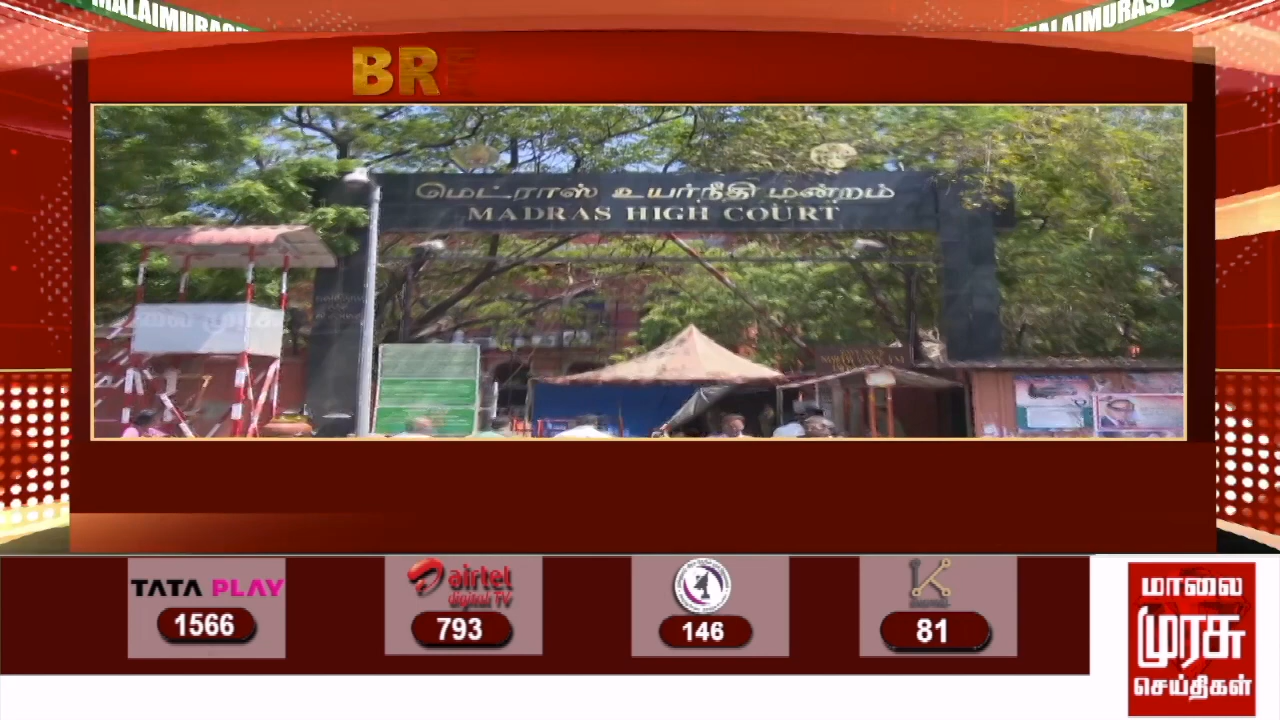 MALAIMURASU
MALAIMURASU
BRE
மெட்ராஸ் உயர்நீதி மன்றம்
MADRAS HIGH COURT
TATA PLAY
1566
airtel
digital TV
793
146
81
மாலை
முரசு
செய்திகள்